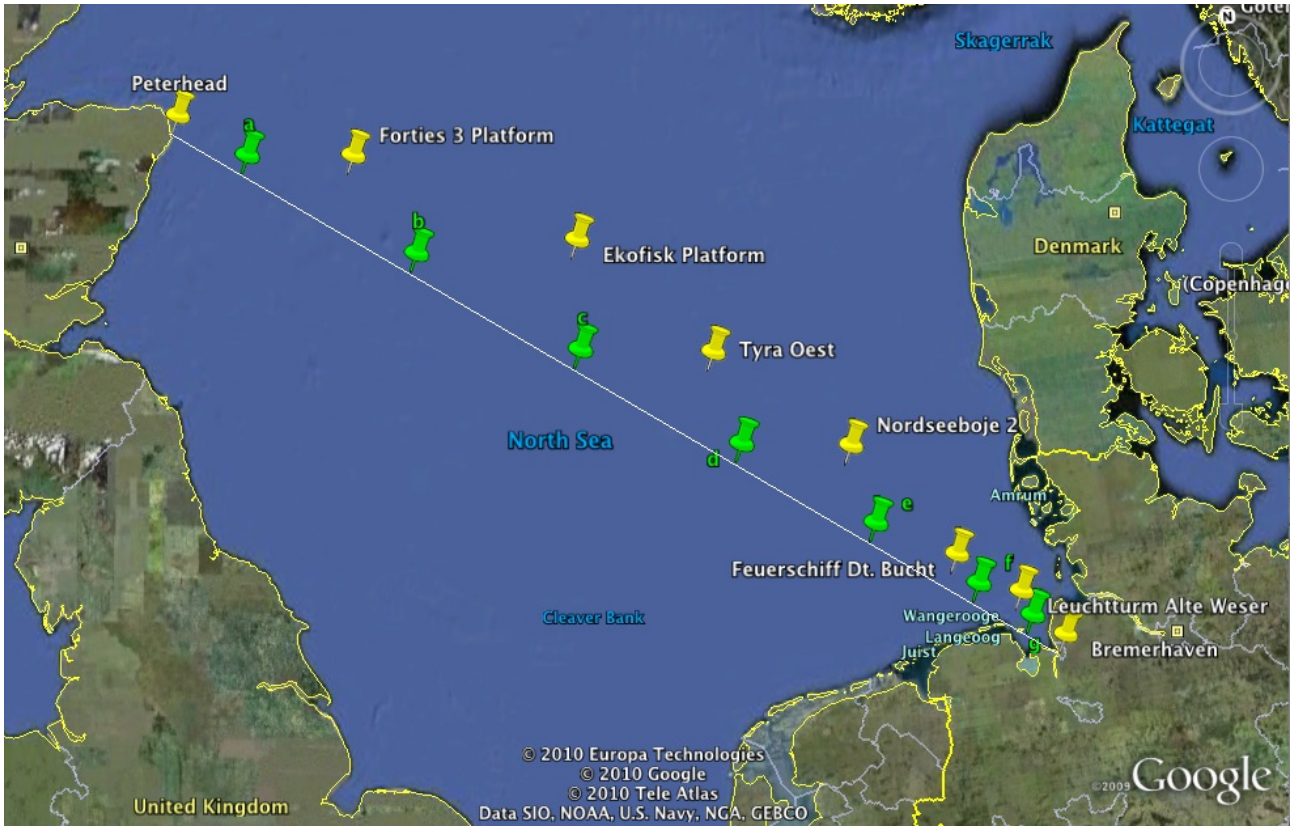 N
Goter
Skagerrak
Peterhead
a
Forties 3 Platform
Kattegat
b
Ekofisk Platform
Denmark
(Copenhage
c
Tyra Oest
Nordseeboje 2
North Sea
d
Amrum
e
Feuerschiff Dt. Bucht
f
Cleaver Bank
Wangerooge
Leuchtturm Alte Weser
Langeoog
Juist
g
Bremerhaven
© 2010 Europa Technologies
© 2010 Google
© 2010 Tele Atlas
Data SIO, NOAA, U.S. Navy, NGA, GEBCO
United Kingdom
©2009 Google